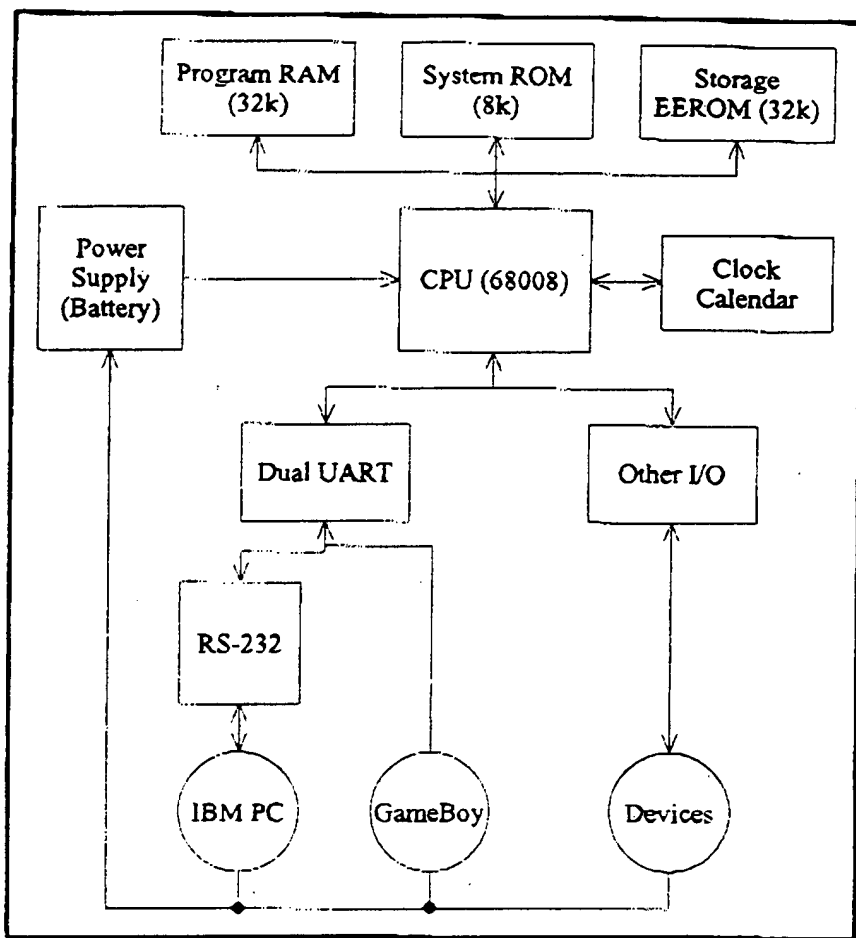 Program RAM
(32k)
System ROM
(8k)
Storage
EEROM (32k)
Power
Supply
(Battery)
CPU (68008)
Clock
Calendar
Dual UART
Other I/O
RS-232
IBM PC
GameBoy
Devices